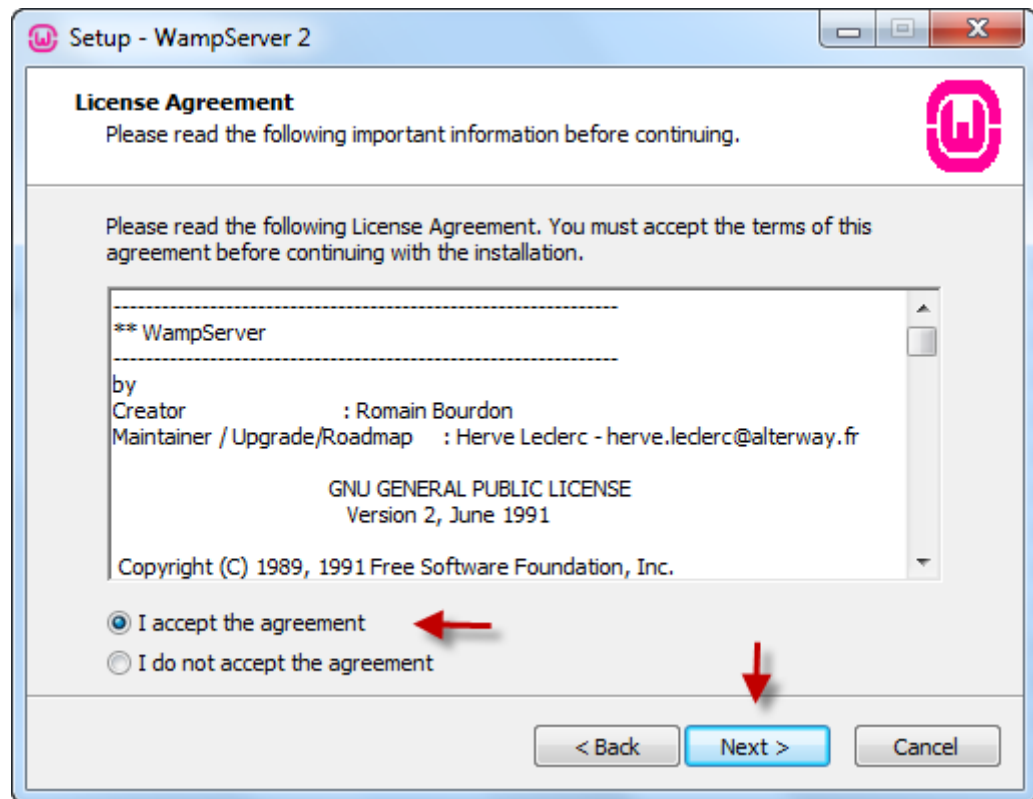 Setup - WampServer 2
License Agreement
Please read the following important information before continuing.
Please read the following License Agreement. You must accept the terms of this
agreement before continuing with the installation.
---------------------------------------------------------------
** WampServer
---------------------------------------------------------------
by
Creator : Romain Bourdon
Maintainer / Upgrade/Roadmap : Herve Leclerc - herve.leclerc@alterway.fr
GNU GENERAL PUBLIC LICENSE
Version 2, June 1991
Copyright (C) 1989, 1991 Free Software Foundation, Inc.
I accept the agreement
I do not accept the agreement
< Back Next > Cancel